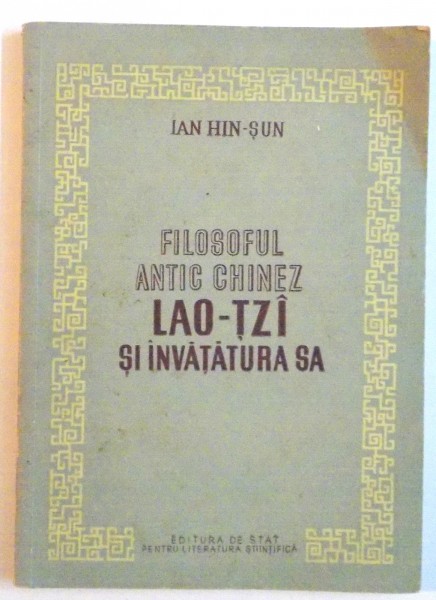 IAN HIN-ȘUN
FILOSOFUL
ANTIC CHINEZ
LAO-ȚZÎ
ȘI ÎNVĂȚĂTURA SA
EDITURA DE STAT
PENTRU LITERATURA ȘTIINȚIFICĂ